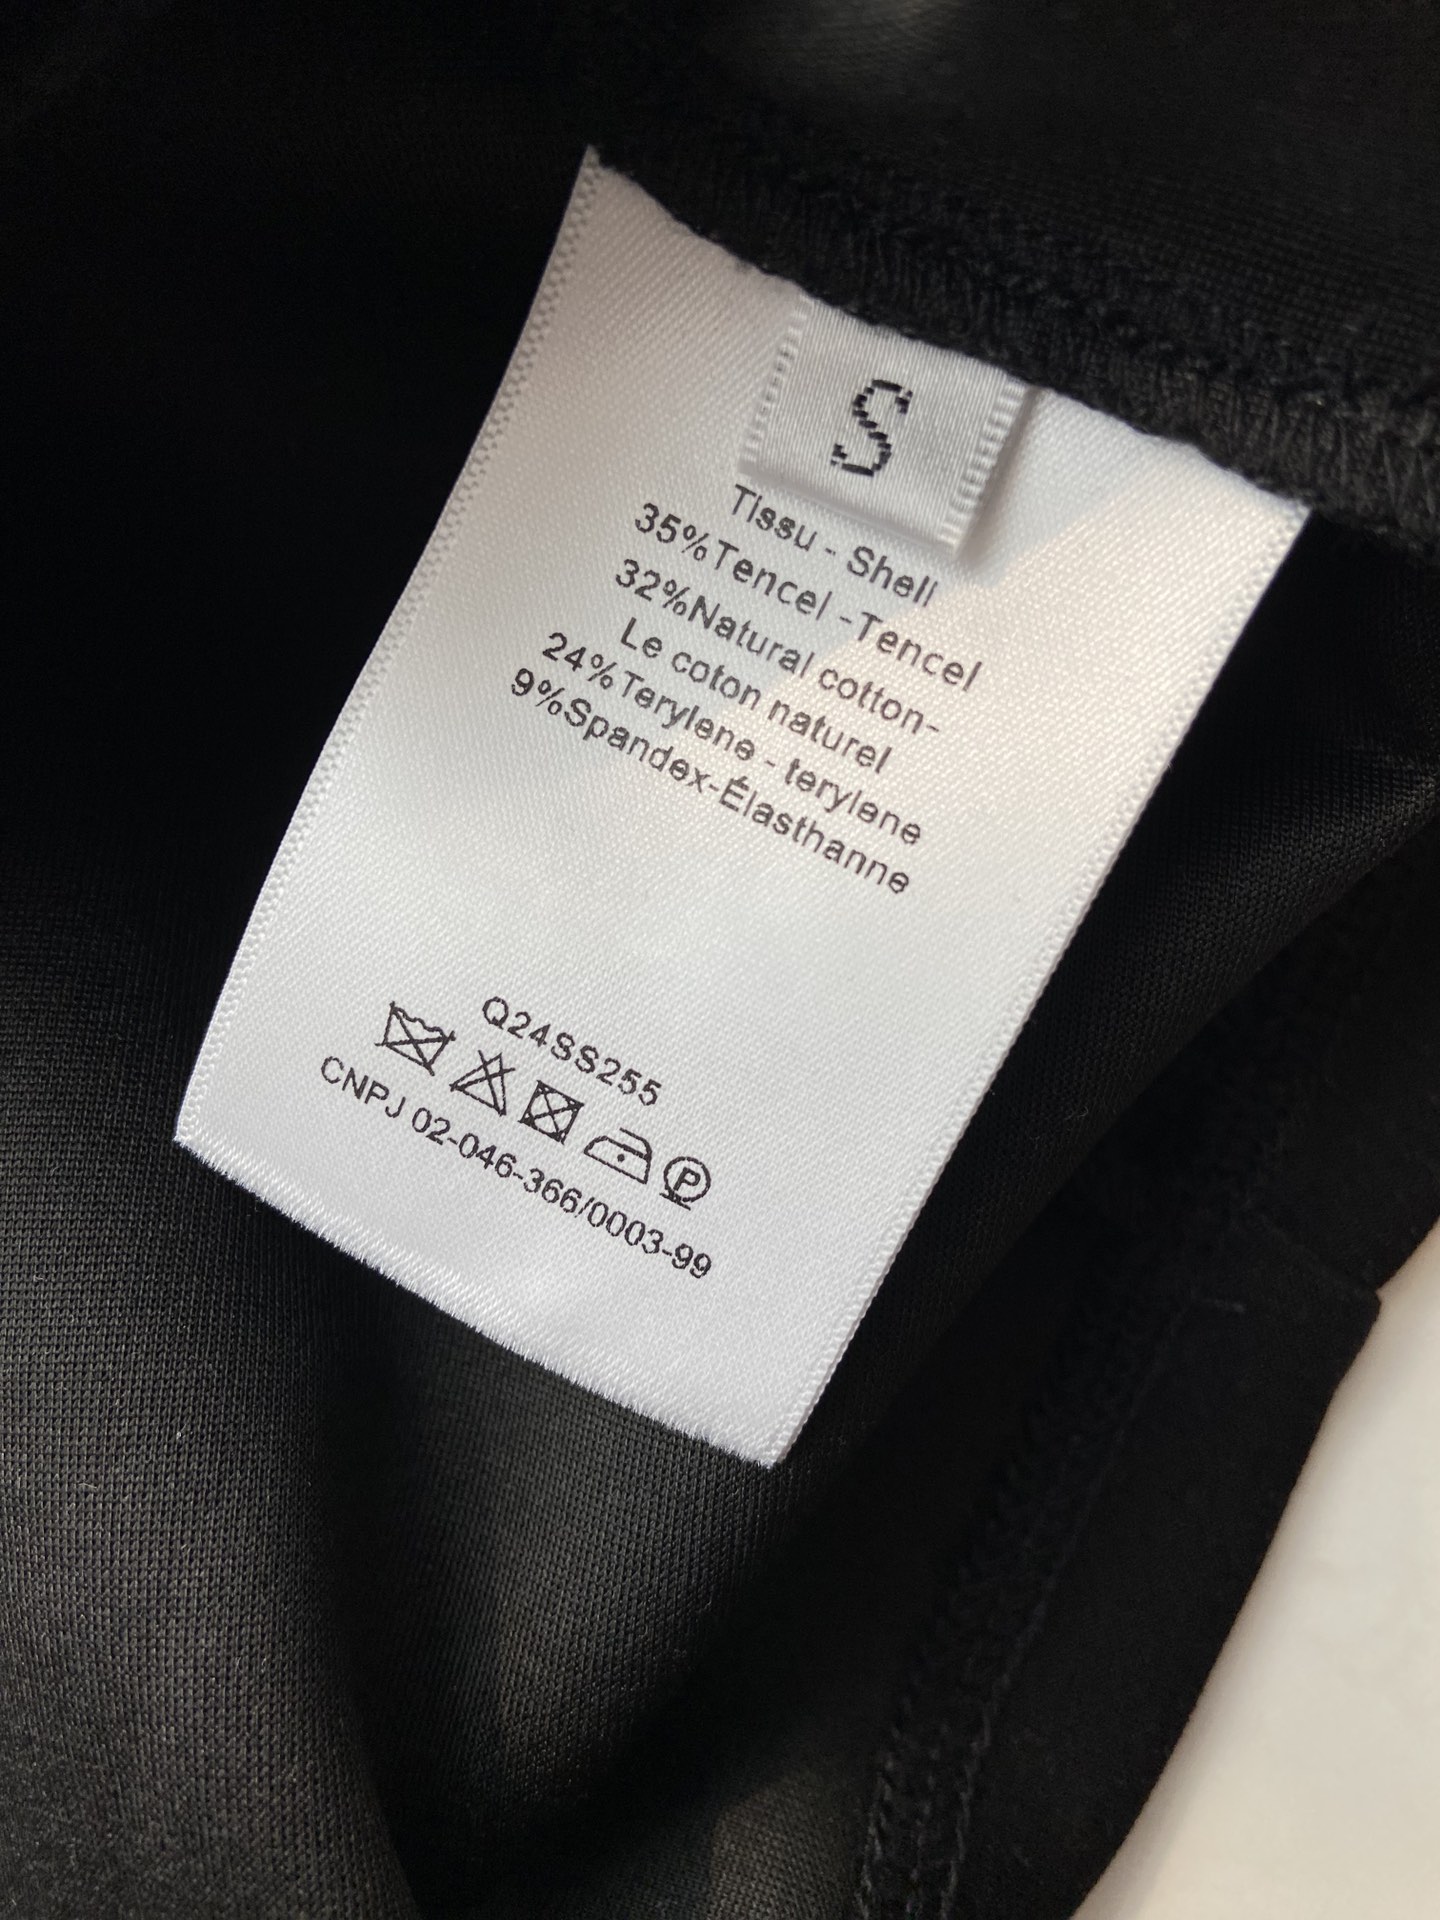 S
Tissu - Shell
35%Tencel -Tencel
32%Natural cotton-
Le coton naturel
24%Terylene - terylene
9%Spandex-Élasthanne
Q24SS255
P
CNPJ 02-046-366/0003-99